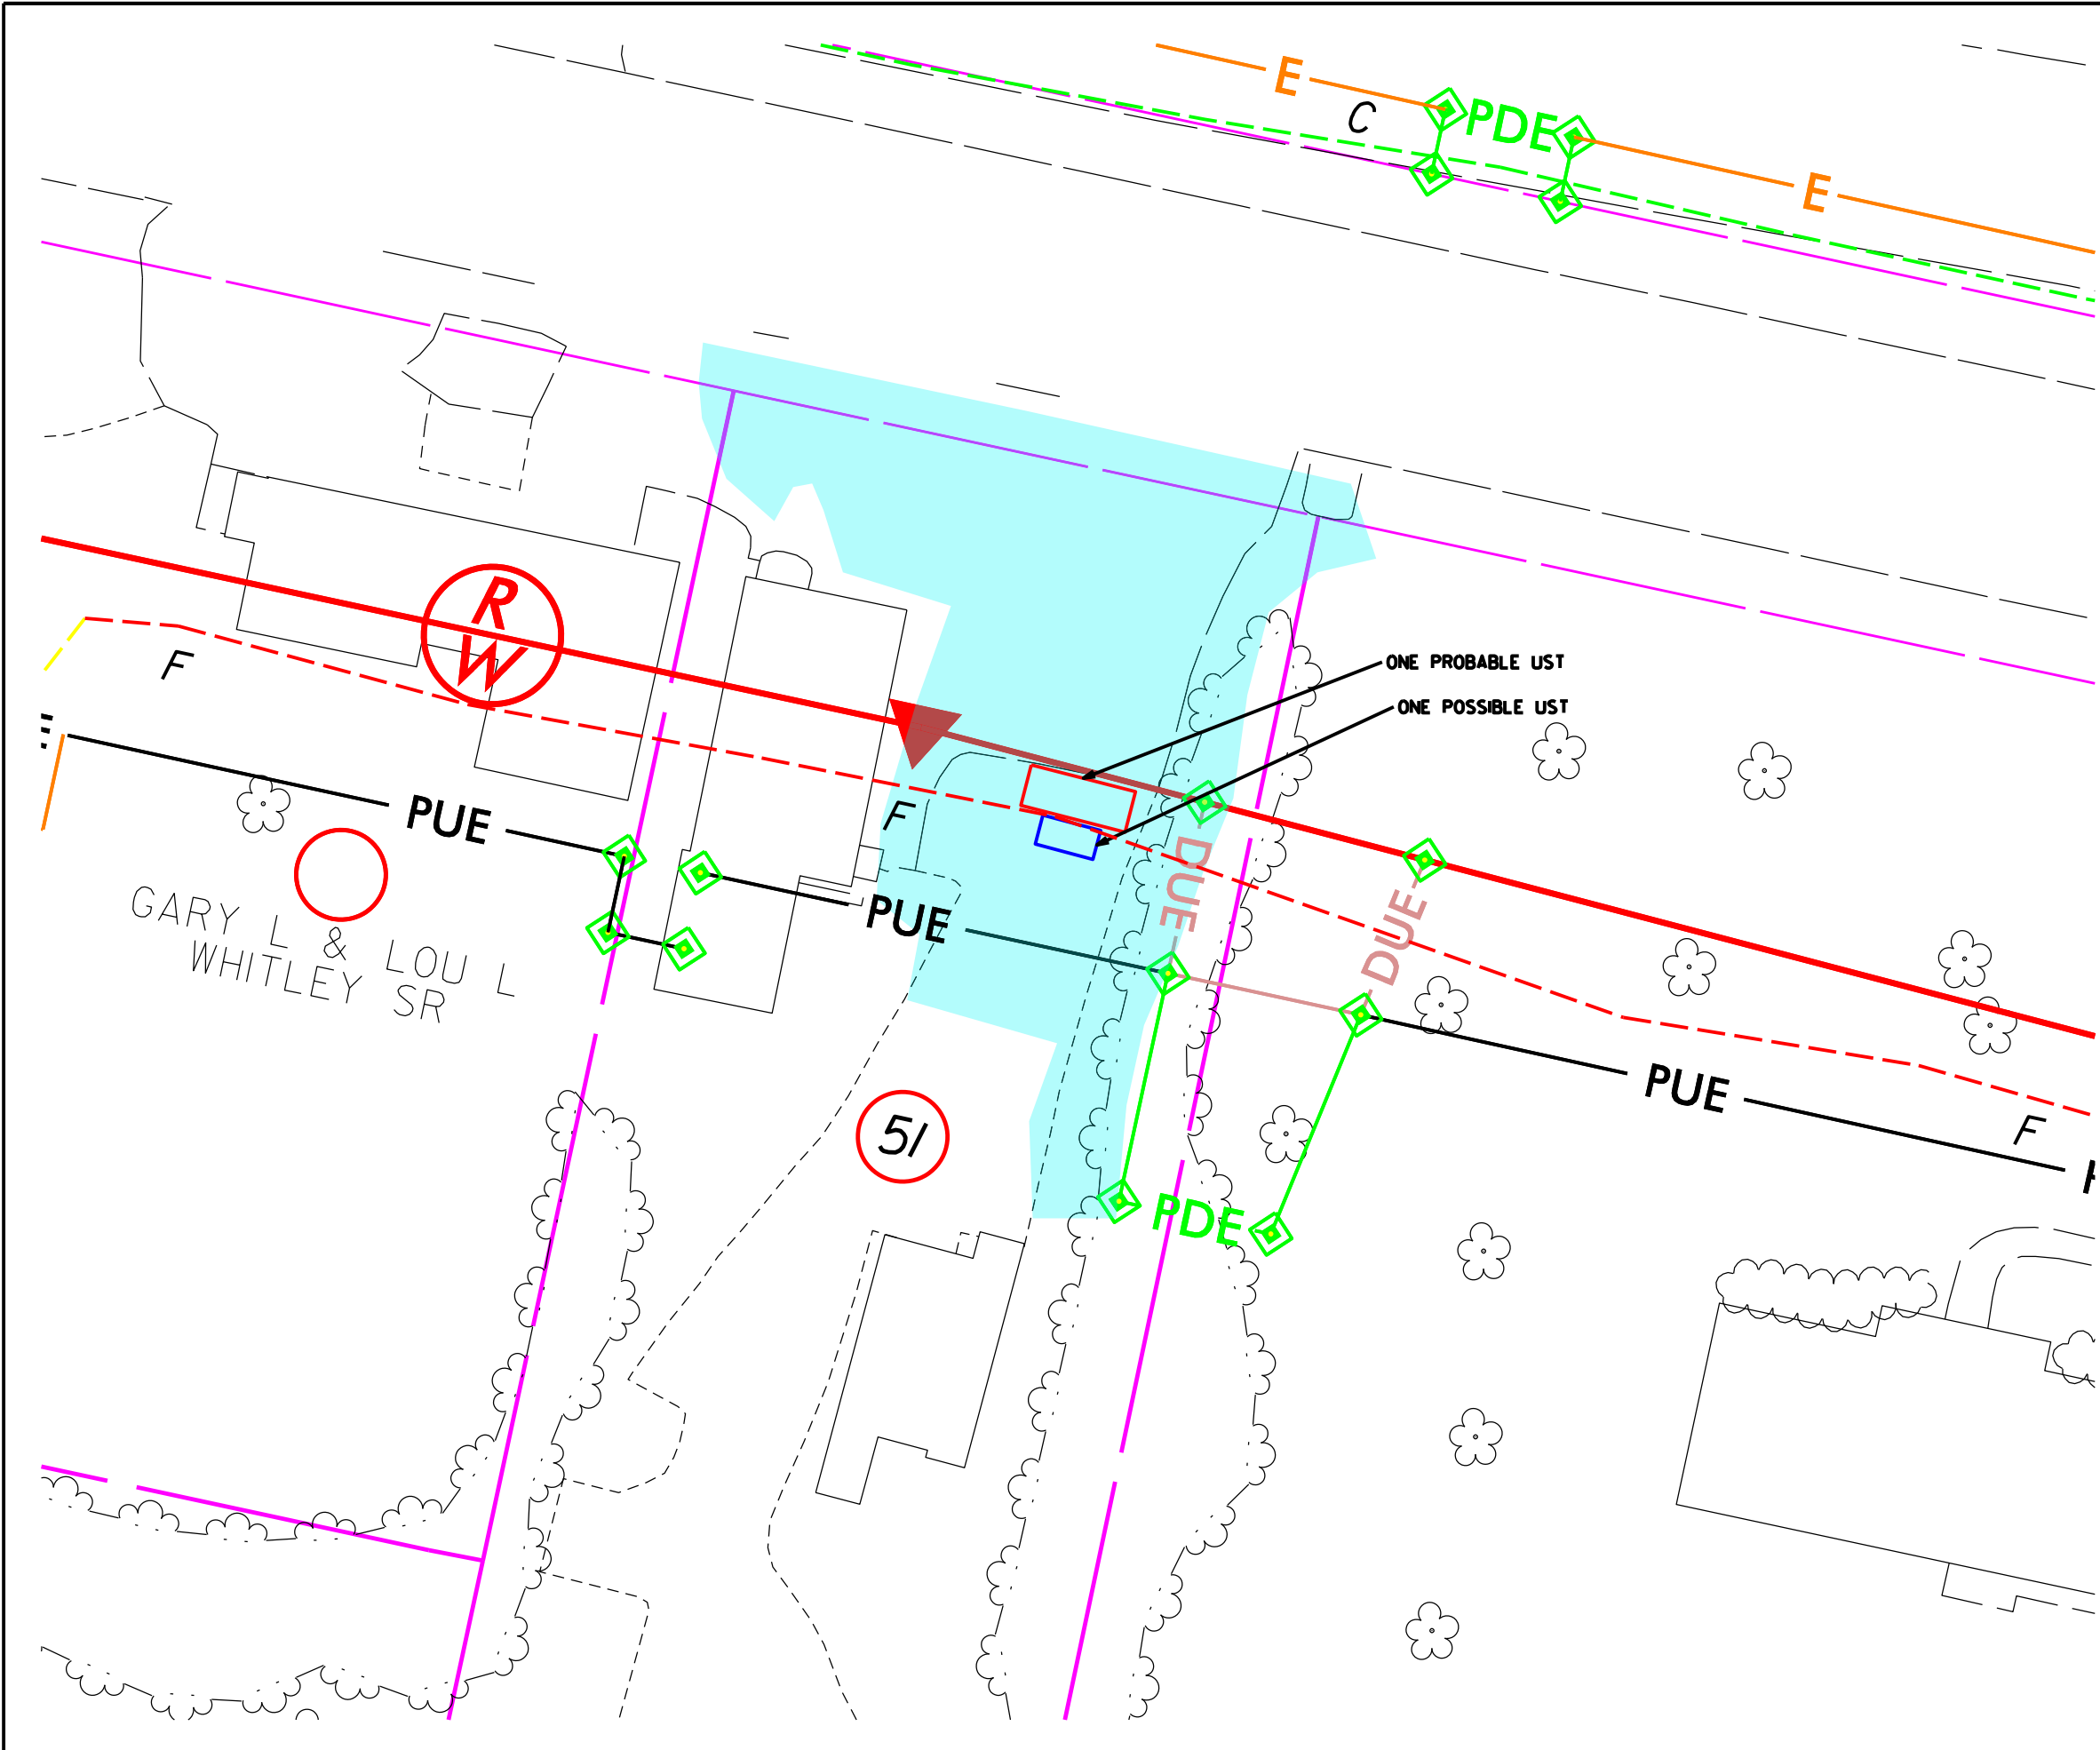 E
PDE
C
E
R
W
F
ONE PROBABLE UST
ONE POSSIBLE UST
PUE
F
DUE
GARY L & LOU L
WHITLEY SR
PUE
DUE
PUE
51
F
PDE